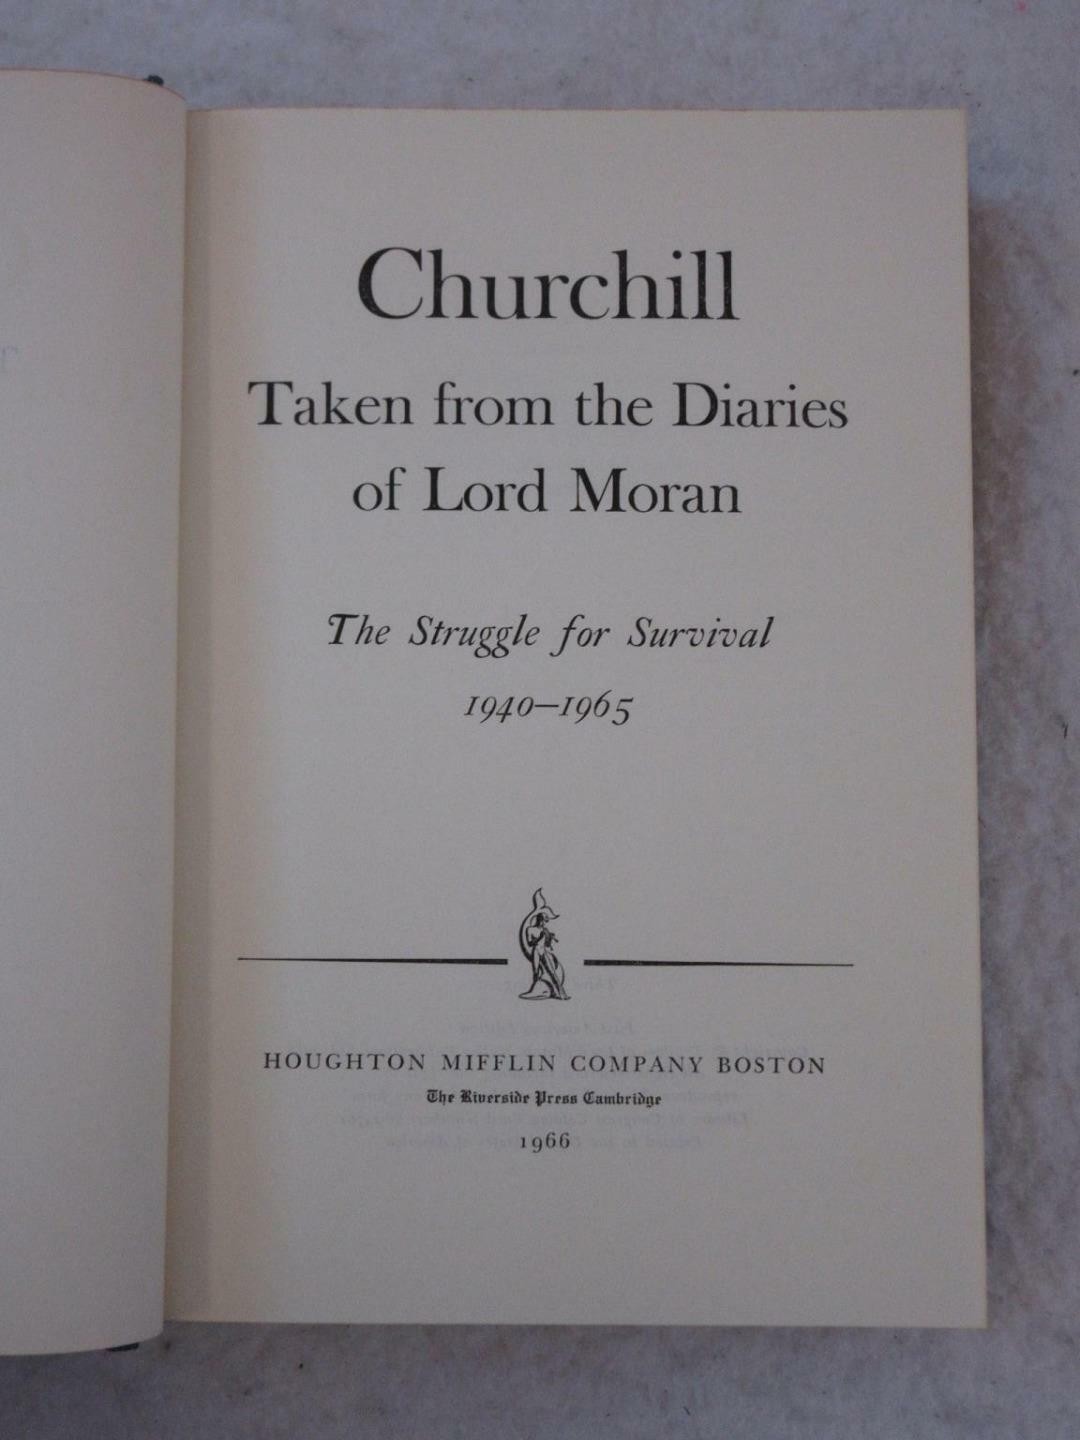 Churchill
Taken from the Diaries
of Lord Moran
The Struggle for Survival
1940–1965
HOUGHTON MIFFLIN COMPANY BOSTON
The Riverside Press Cambridge
1966